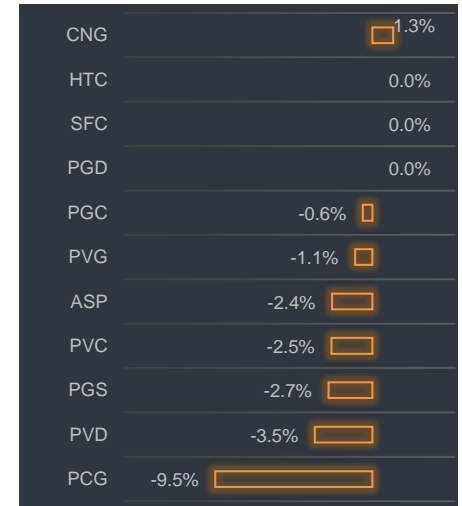 CNG 1.3%
HTC 0.0%
SFC 0.0%
PGD 0.0%
PGC -0.6%
PVG -1.1%
ASP -2.4%
PVC -2.5%
PGS -2.7%
PVD -3.5%
PCG -9.5%